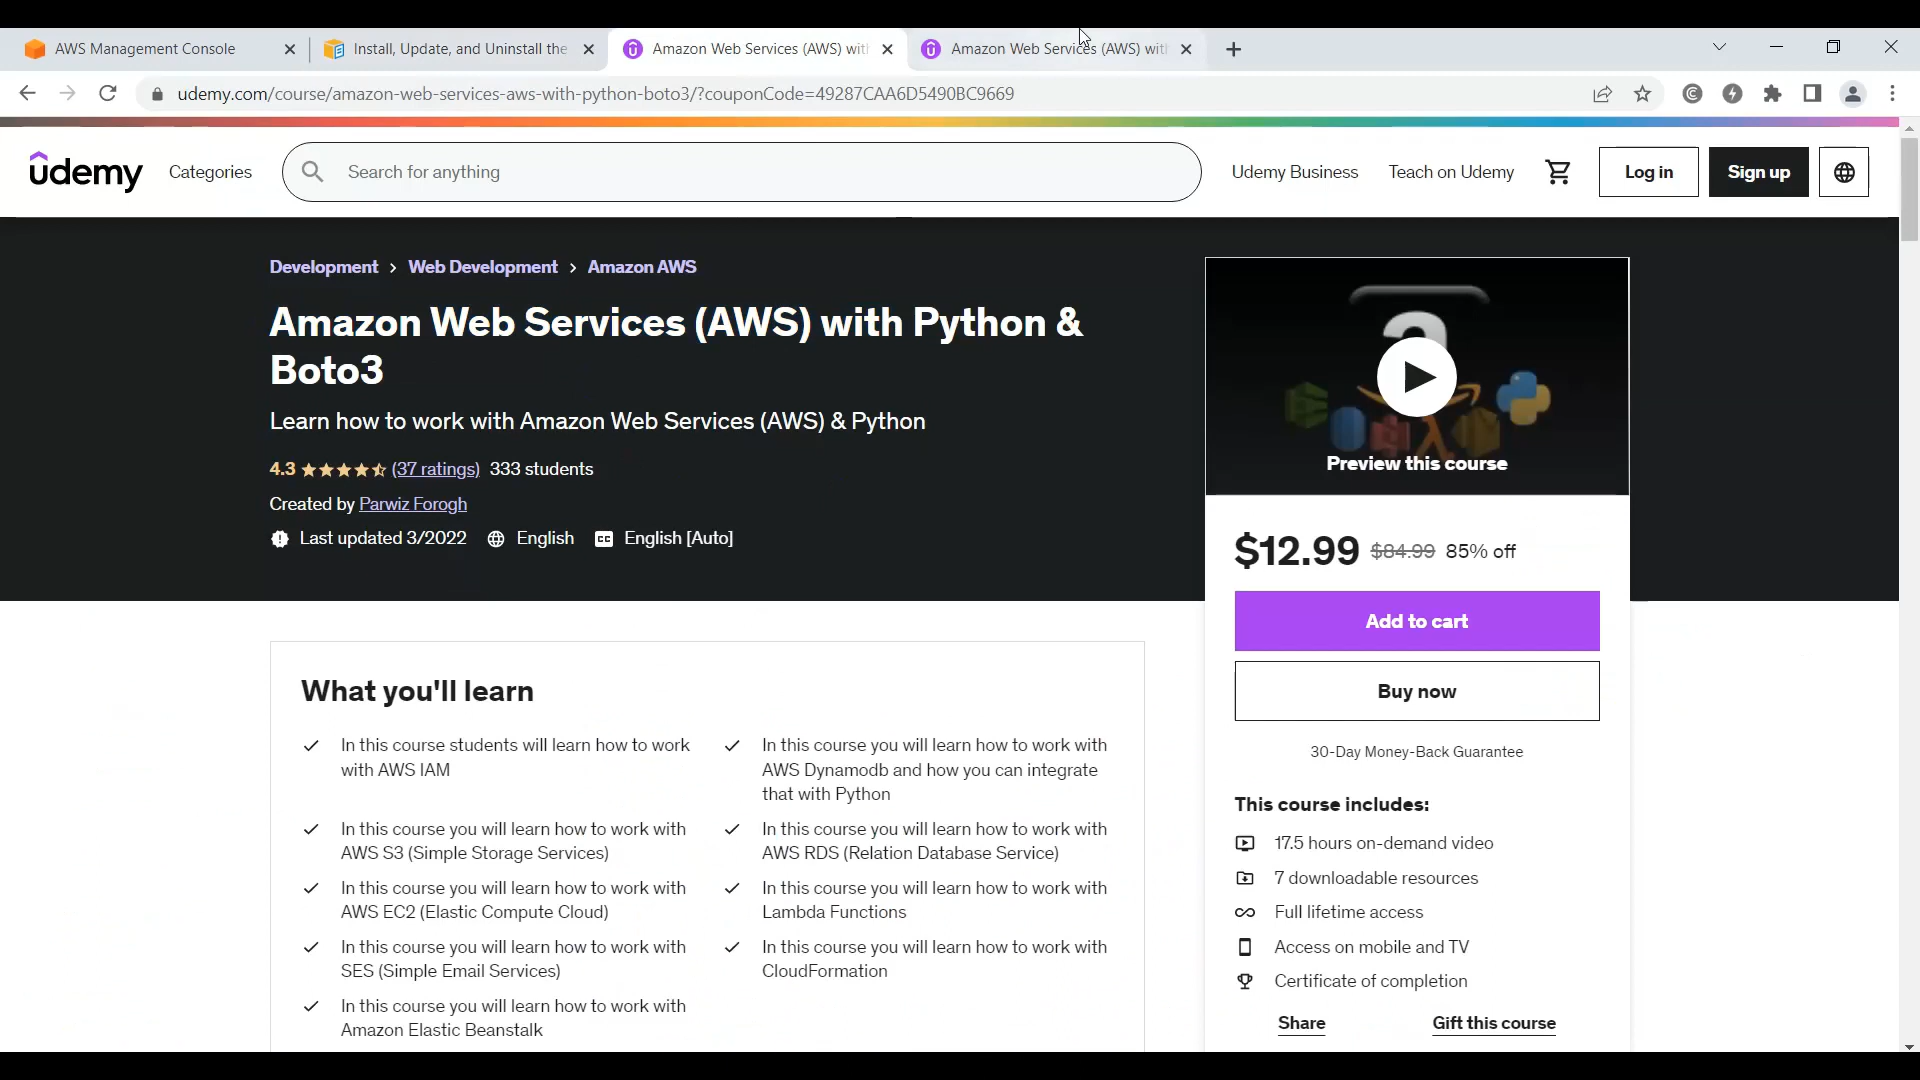 AWS Management Console
Install, Update, and Uninstall the
Amazon Web Services (AWS) with
Amazon Web Services (AWS) with
udemy.com/course/amazon-web-services-aws-with-python-boto3/?couponCode=49287CAA6D5490BC9669
udemy
Categories
Search for anything
Udemy Business
Teach on Udemy
Log in
Sign up
Development > Web Development > Amazon AWS
Amazon Web Services (AWS) with Python &
Boto3
Learn how to work with Amazon Web Services (AWS) & Python
4.3 (37 ratings) 333 students
Created by Parwiz Forogh
Last updated 3/2022 English CC English [Auto]
Preview this course
$12.99 $84.99 85% off
Add to cart
Buy now
30-Day Money-Back Guarantee
This course includes:
17.5 hours on-demand video
7 downloadable resources
Full lifetime access
Access on mobile and TV
Certificate of completion
Share
Gift this course
What you'll learn
In this course students will learn how to work
with AWS IAM
In this course you will learn how to work with
AWS Dynamodb and how you can integrate
that with Python
In this course you will learn how to work with
AWS S3 (Simple Storage Services)
In this course you will learn how to work with
AWS RDS (Relation Database Service)
In this course you will learn how to work with
AWS EC2 (Elastic Compute Cloud)
In this course you will learn how to work with
Lambda Functions
In this course you will learn how to work with
SES (Simple Email Services)
In this course you will learn how to work with
CloudFormation
In this course you will learn how to work with
Amazon Elastic Beanstalk